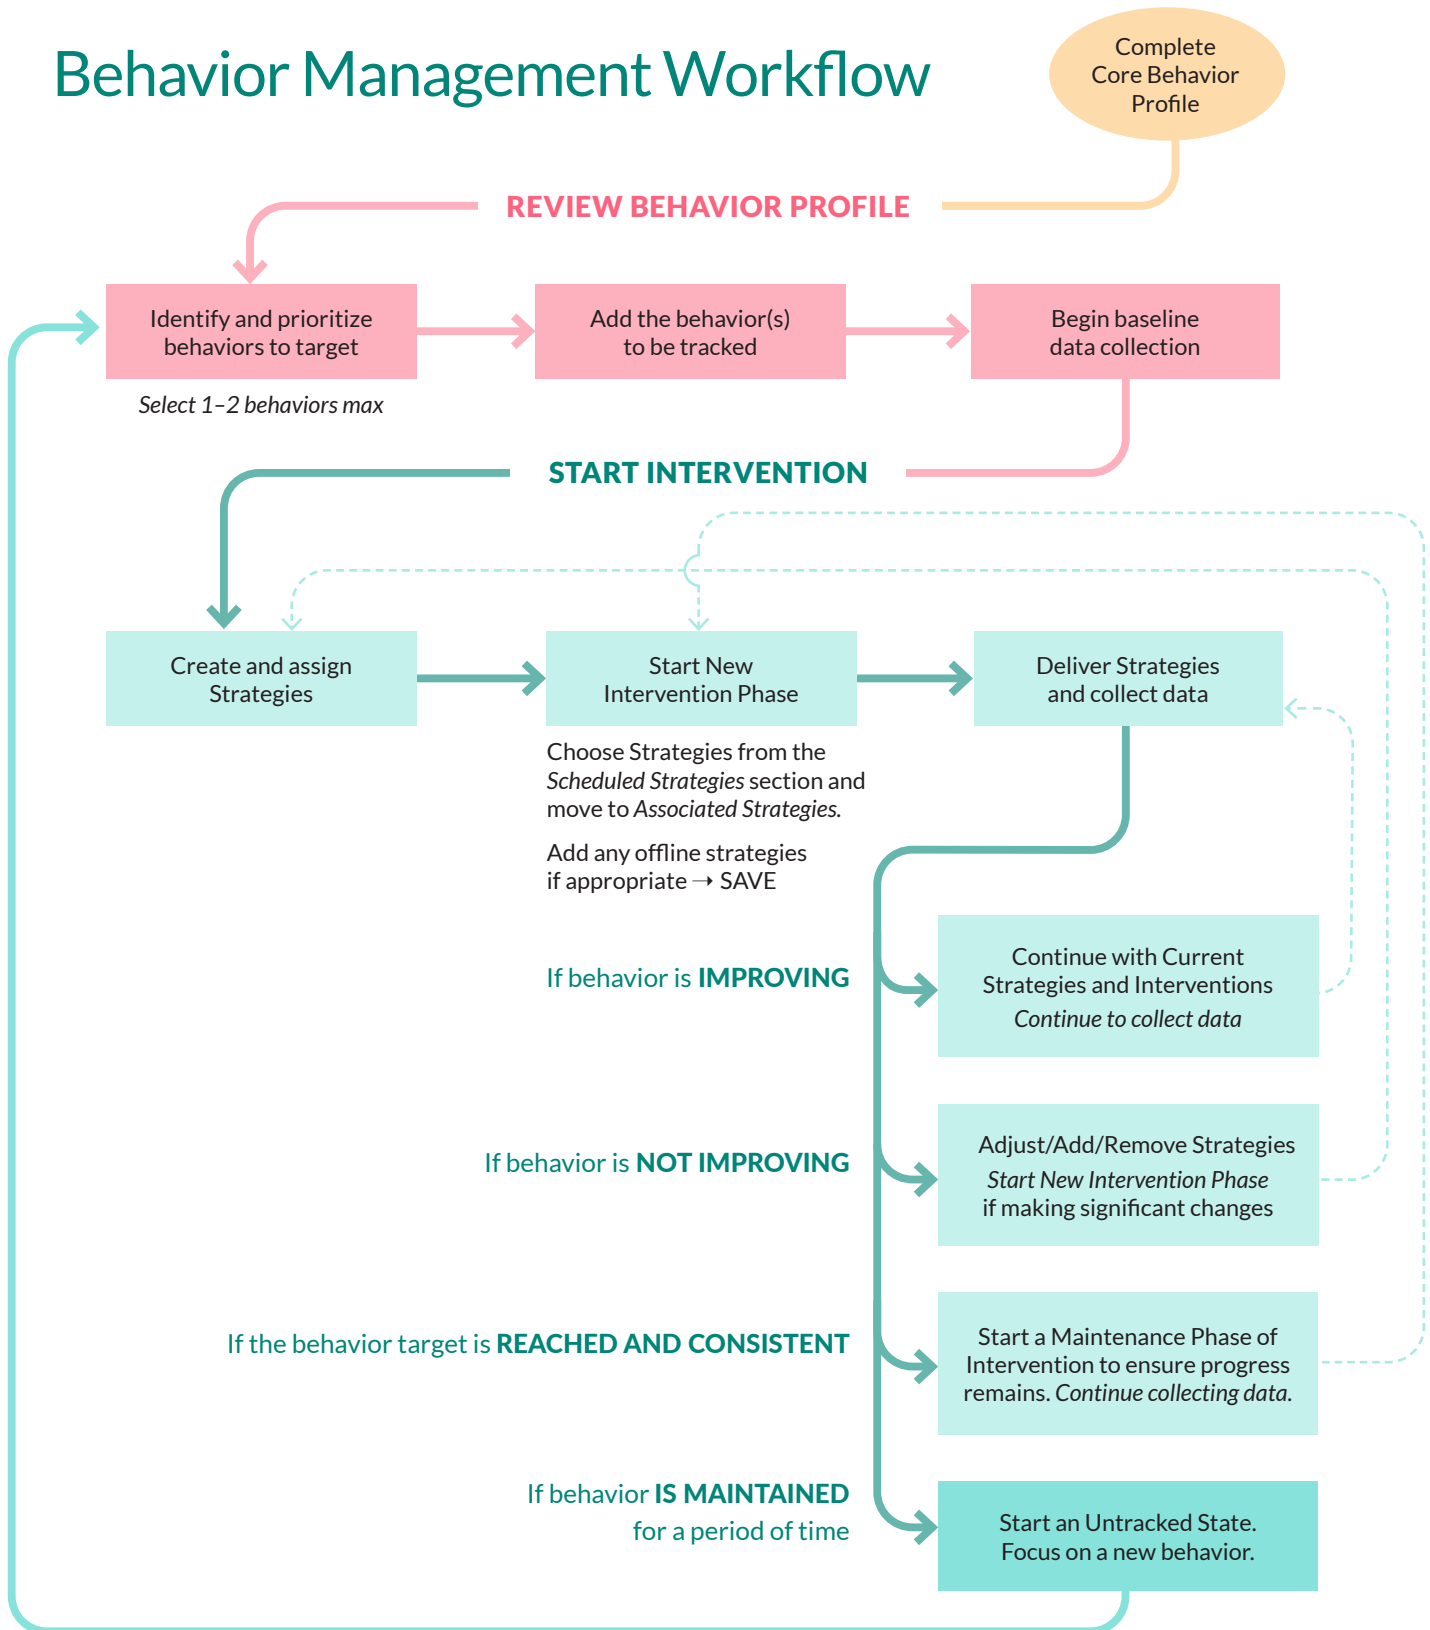 Behavior Management Workflow
Complete
Core Behavior
Profile
REVIEW BEHAVIOR PROFILE
Identify and prioritize
behaviors to target
Select 1–2 behaviors max
Add the behavior(s)
to be tracked
Begin baseline
data collection
START INTERVENTION
Create and assign
Strategies
Start New
Intervention Phase
Choose Strategies from the
Scheduled Strategies section and
move to Associated Strategies.
Add any offline strategies
if appropriate → SAVE
Deliver Strategies
and collect data
If behavior is IMPROVING
Continue with Current
Strategies and Interventions
Continue to collect data
If behavior is NOT IMPROVING
Adjust/Add/Remove Strategies
Start New Intervention Phase
if making significant changes
If the behavior target is REACHED AND CONSISTENT
Start a Maintenance Phase of
Intervention to ensure progress
remains. Continue collecting data.
If behavior IS MAINTAINED
for a period of time
Start an Untracked State.
Focus on a new behavior.